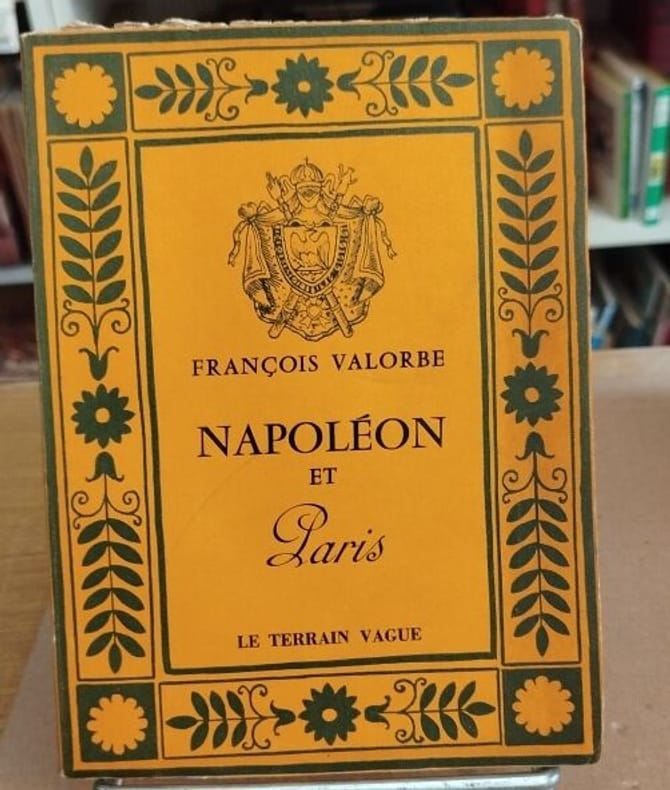 FRANÇOIS VALORBE
NAPOLÉON
ET
Paris
LE TERRAIN VAGUE